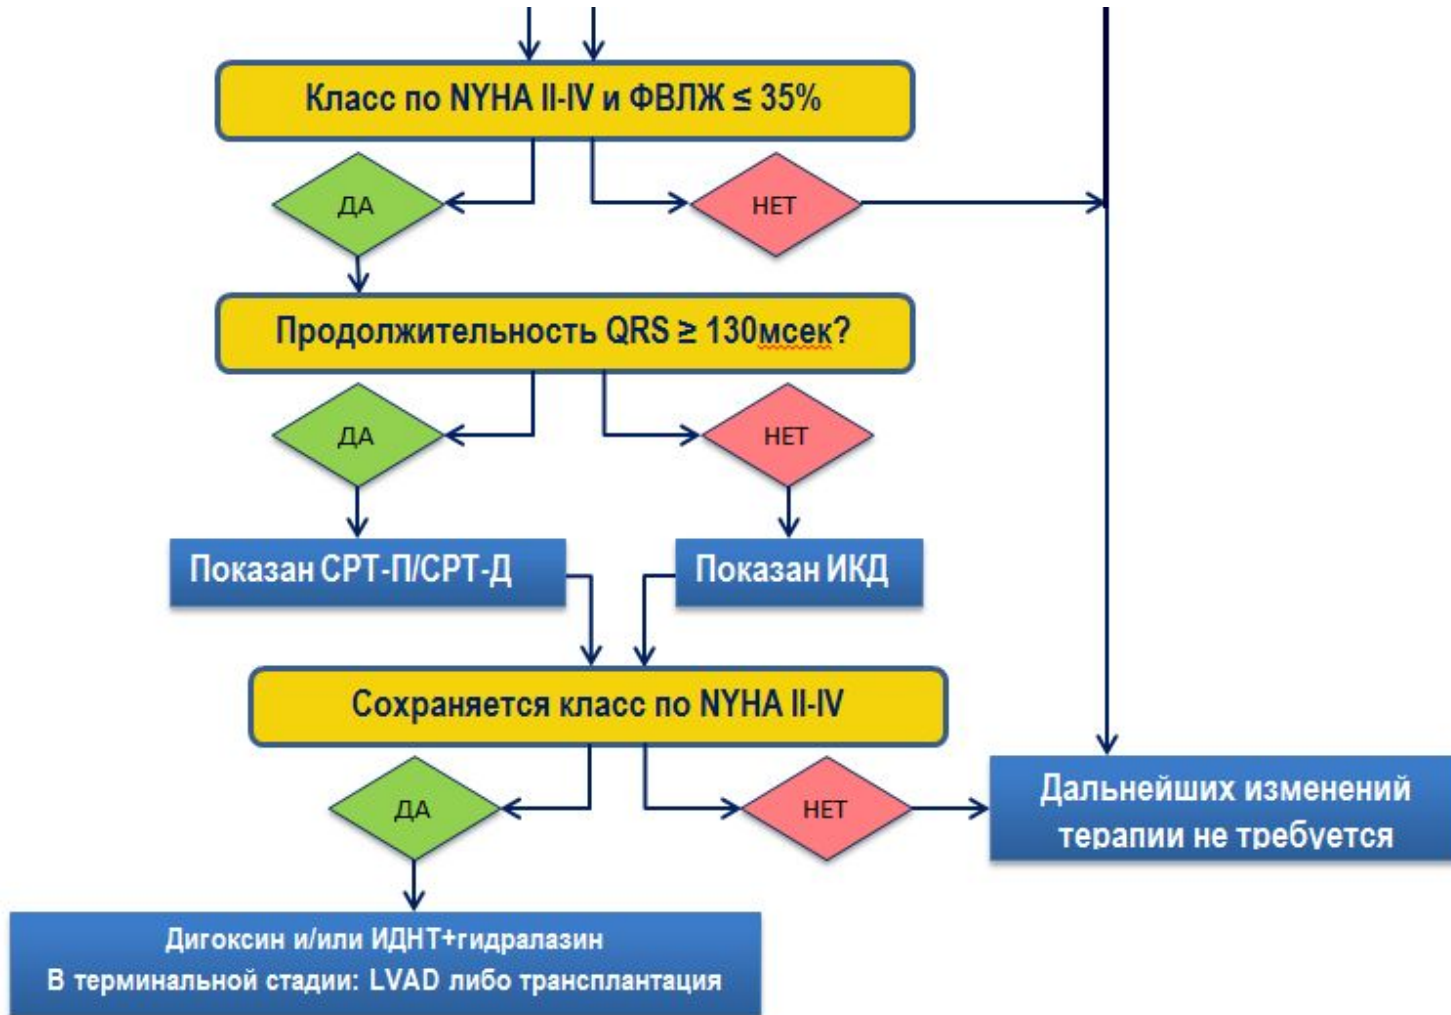 Класс по NYHA II-IV и ФВЛЖ ≤ 35%
ДА
НЕТ
Продолжительность QRS ≥ 130мсек?
ДА
НЕТ
Показан СРТ-П/СРТ-Д
Показан ИКД
Сохраняется класс по NYHA II-IV
ДА
НЕТ
Дальнейших изменений
терапии не требуется
Дигоксин и/или ИДНТ+гидралазин
В терминальной стадии: LVAD либо трансплантация